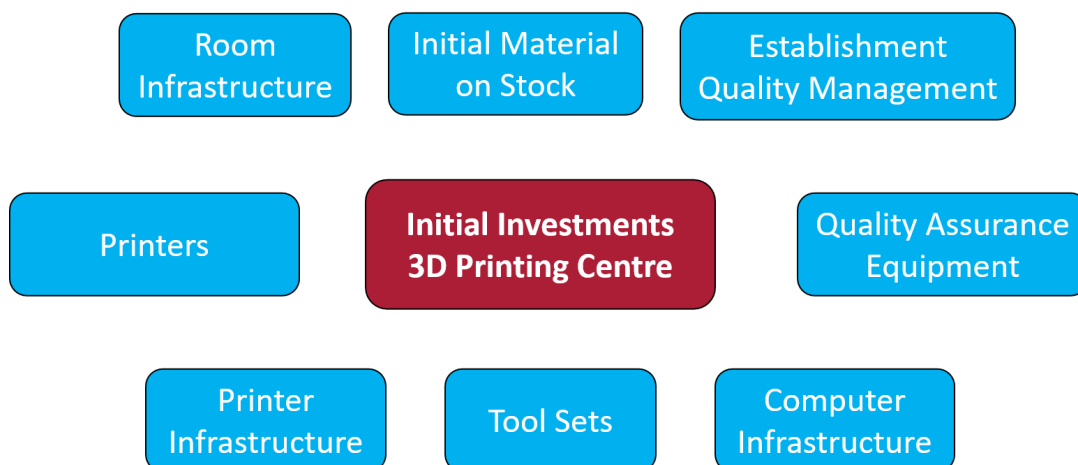 Room
Infrastructure
Initial Material
on Stock
Establishment
Quality Management
Printers
Initial Investments
3D Printing Centre
Quality Assurance
Equipment
Printer
Infrastructure
Tool Sets
Computer
Infrastructure